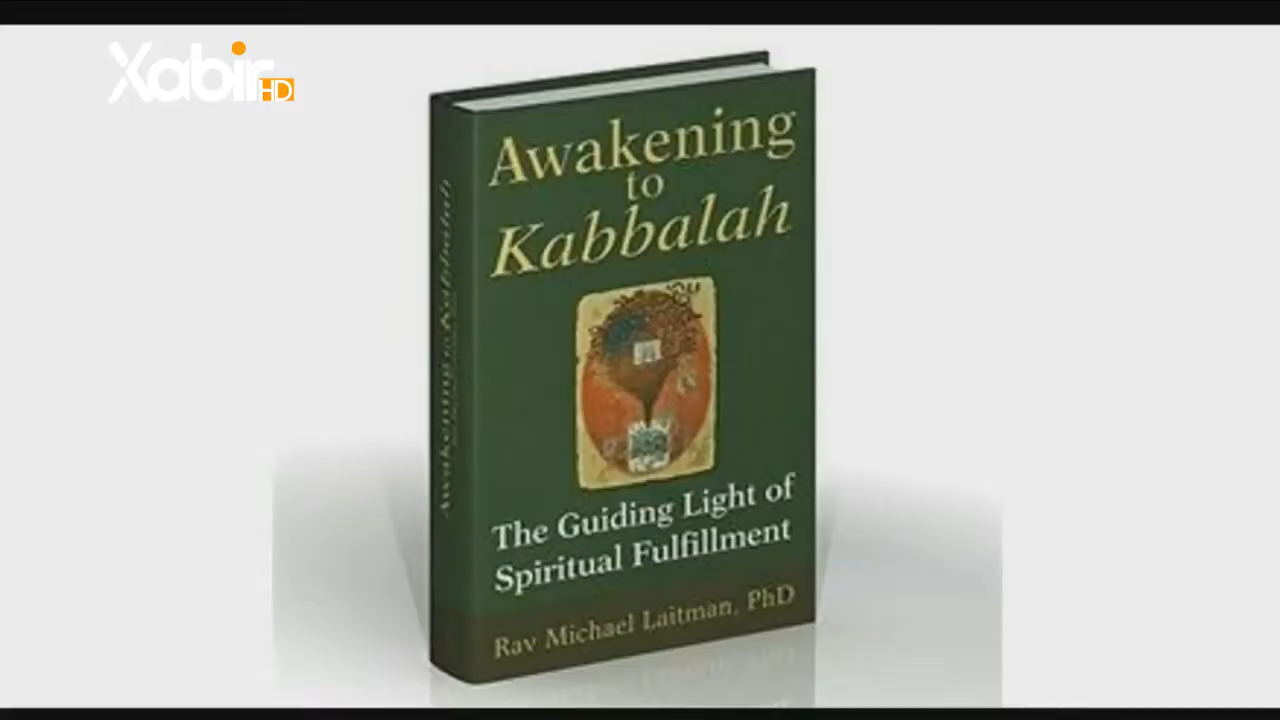 Xabir HD
Awakening
to
Kabbalah
The Guiding Light of
Spiritual Fulfillment
Rav Michael Laitman, PhD
Awakening to Kabbalah